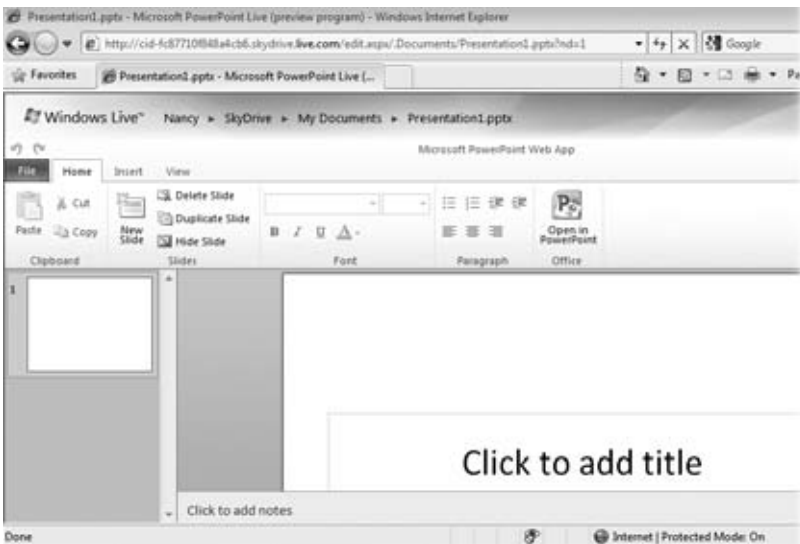 Presentation1.pptx - Microsoft PowerPoint Live (preview program) - Windows Internet Explorer
http://cid-fc87710f848a4cb6.skydrive.live.com/edit.aspx/.Documents/Presentation1.pptx?nd=1
Google
Favorites
Presentation1.pptx - Microsoft PowerPoint Live (...
Windows Live™ Nancy ▸ SkyDrive ▸ My Documents ▸ Presentation1.pptx
Microsoft PowerPoint Web App
File Home Insert View
Paste
Cut
Copy
Clipboard
New Slide
Delete Slide
Duplicate Slide
Hide Slide
Slides
B I U A
Font
Paragraph
Open in PowerPoint
Office
1
Click to add title
Click to add notes
Done
Internet | Protected Mode: On